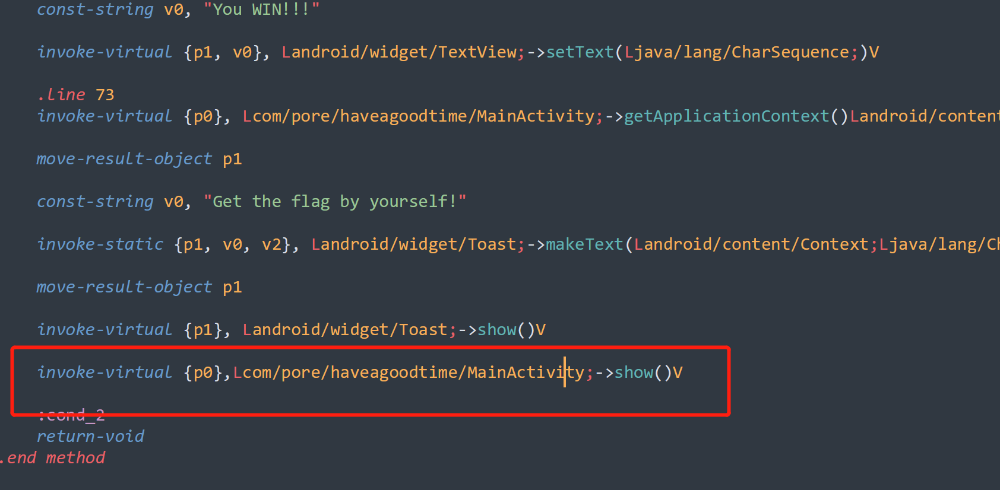 const-string v0, "You WIN!!!"
invoke-virtual {p1, v0}, Landroid/widget/TextView;->setText(Ljava/lang/CharSequence;)V
.line 73
invoke-virtual {p0}, Lcom/pore/haveagoodtime/MainActivity;->getApplicationContext()Landroid/content
move-result-object p1
const-string v0, "Get the flag by yourself!"
invoke-static {p1, v0, v2}, Landroid/widget/Toast;->makeText(Landroid/content/Context;Ljava/lang/Ch
move-result-object p1
invoke-virtual {p1}, Landroid/widget/Toast;->show()V
invoke-virtual {p0},Lcom/pore/haveagoodtime/MainActivity;->show()V
:cond_2
return-void
.end method